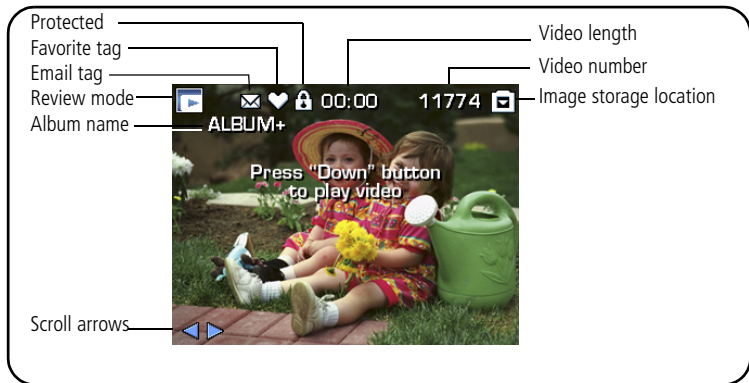 Protected
Favorite tag
Email tag
Review mode
Album name
Video length
Video number
Image storage location
00:00 11774
ALBUM+
Press “Down” button
to play video
Scroll arrows